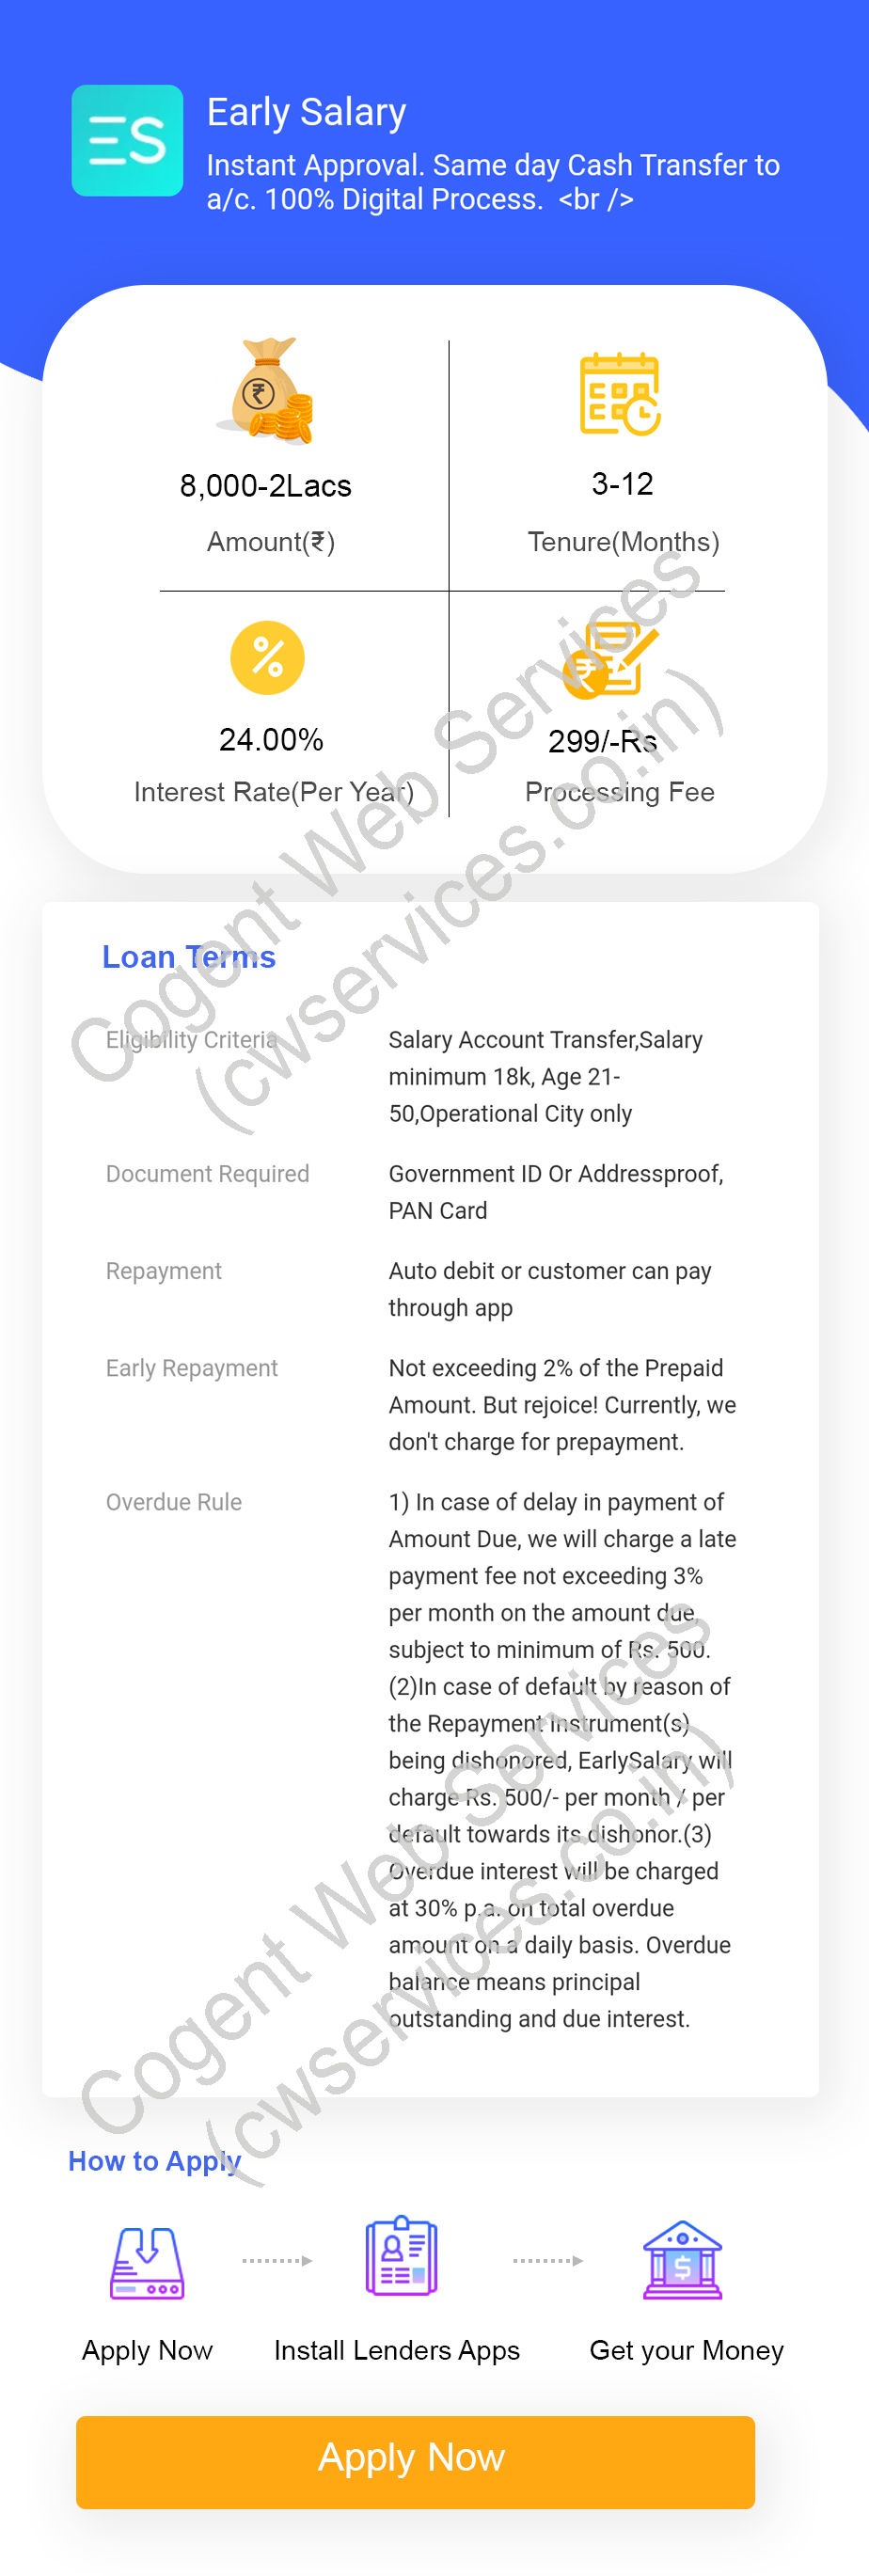 ES
Early Salary
Instant Approval. Same day Cash Transfer to
a/c. 100% Digital Process. <br />
8,000-2Lacs
Amount(₹)
3-12
Tenure(Months)
24.00%
Interest Rate(Per Year)
299/-Rs
Processing Fee
Cogent Web Services
(cwservices.co.in)
Loan Terms
Eligibility Criteria
Salary Account Transfer,Salary
minimum 18k, Age 21-
50,Operational City only
Document Required
Government ID Or Addressproof,
PAN Card
Repayment
Auto debit or customer can pay
through app
Early Repayment
Not exceeding 2% of the Prepaid
Amount. But rejoice! Currently, we
don't charge for prepayment.
Overdue Rule
1) In case of delay in payment of
Amount Due, we will charge a late
payment fee not exceeding 3%
per month on the amount due,
subject to minimum of Rs. 500.
(2)In case of default by reason of
the Repayment instrument(s)
being dishonored, EarlySalary will
charge Rs. 500/- per month / per
default towards its dishonor.(3)
Overdue interest will be charged
at 30% p.a. on total overdue
amount on a daily basis. Overdue
balance means principal
outstanding and due interest.
Cogent Web Services
(cwservices.co.in)
How to Apply
Apply Now
Install Lenders Apps
Get your Money
Apply Now